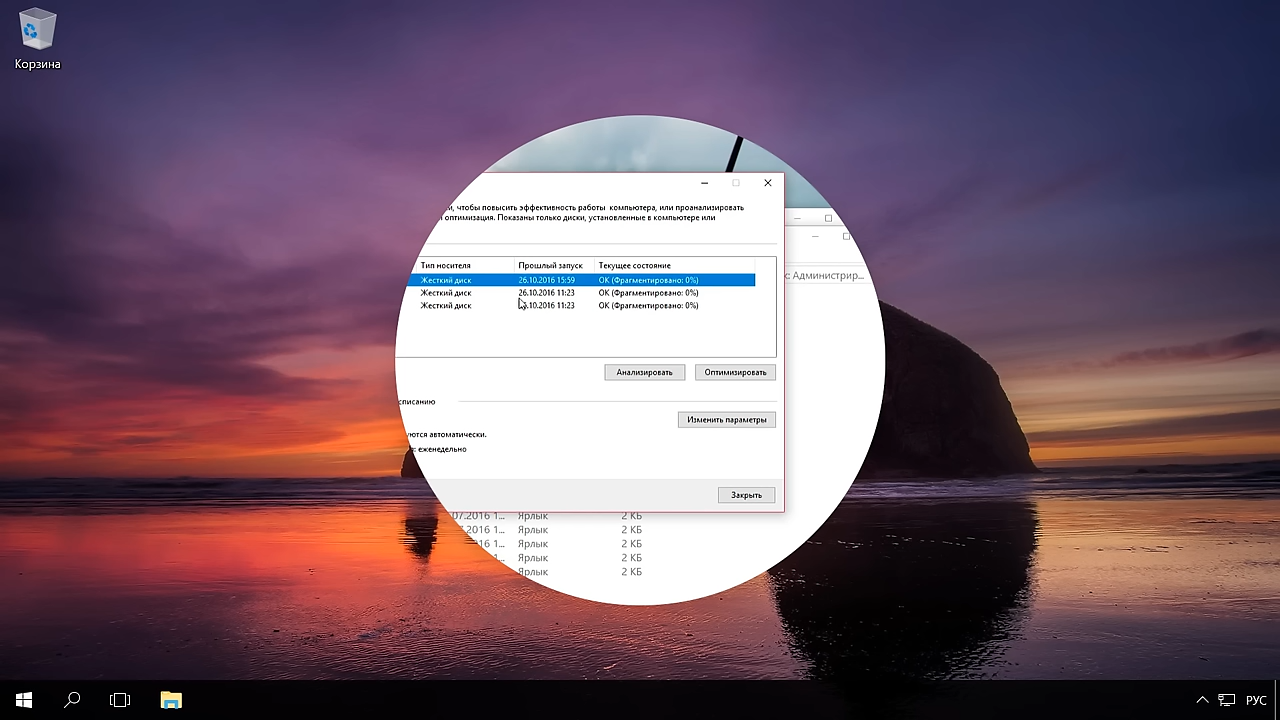 Корзина
чтобы повысить эффективность работы компьютера, или проанализировать
оптимизация. Показаны только диски, установленные в компьютере или
Тип носителя Прошлый запуск Текущее состояние
Жесткий диск 26.10.2016 15:59 ОК (Фрагментировано: 0%)
Жесткий диск 26.10.2016 11:23 ОК (Фрагментировано: 0%)
Жесткий диск .10.2016 11:23 ОК (Фрагментировано: 0%)
с: Администрир...
Анализировать Оптимизировать
списанию
Изменить параметры
уются автоматически.
еженедельно
Закрыть
07.2016 1... Ярлык 2 КБ
.2016 1... Ярлык 2 КБ
016 1... Ярлык 2 КБ
1... Ярлык 2 КБ
Ярлык 2 КБ
РУС